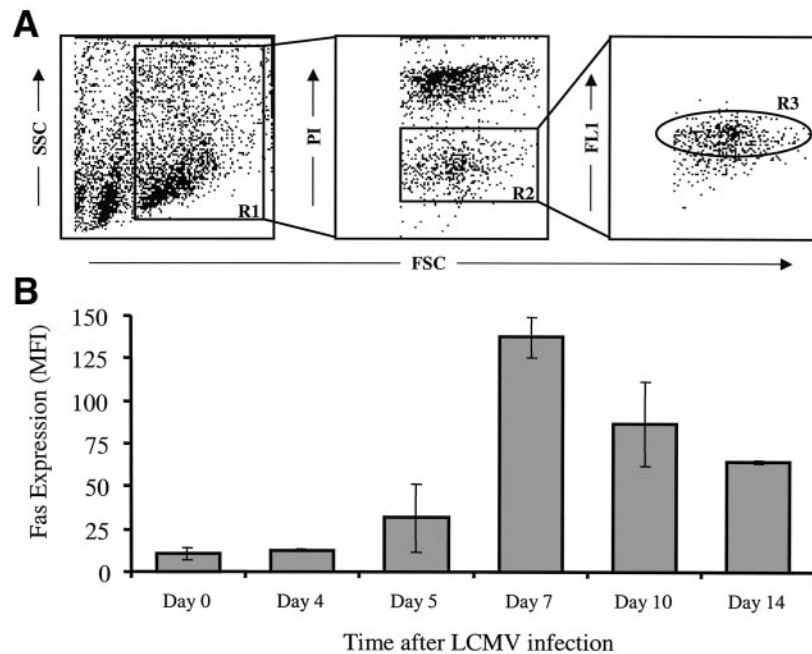 A
SSC
R1
PI
R2
FL1
R3
FSC
B
Fas Expression (MFI)
150
125
100
75
50
25
0
Day 0 Day 4 Day 5 Day 7 Day 10 Day 14
Time after LCMV infection